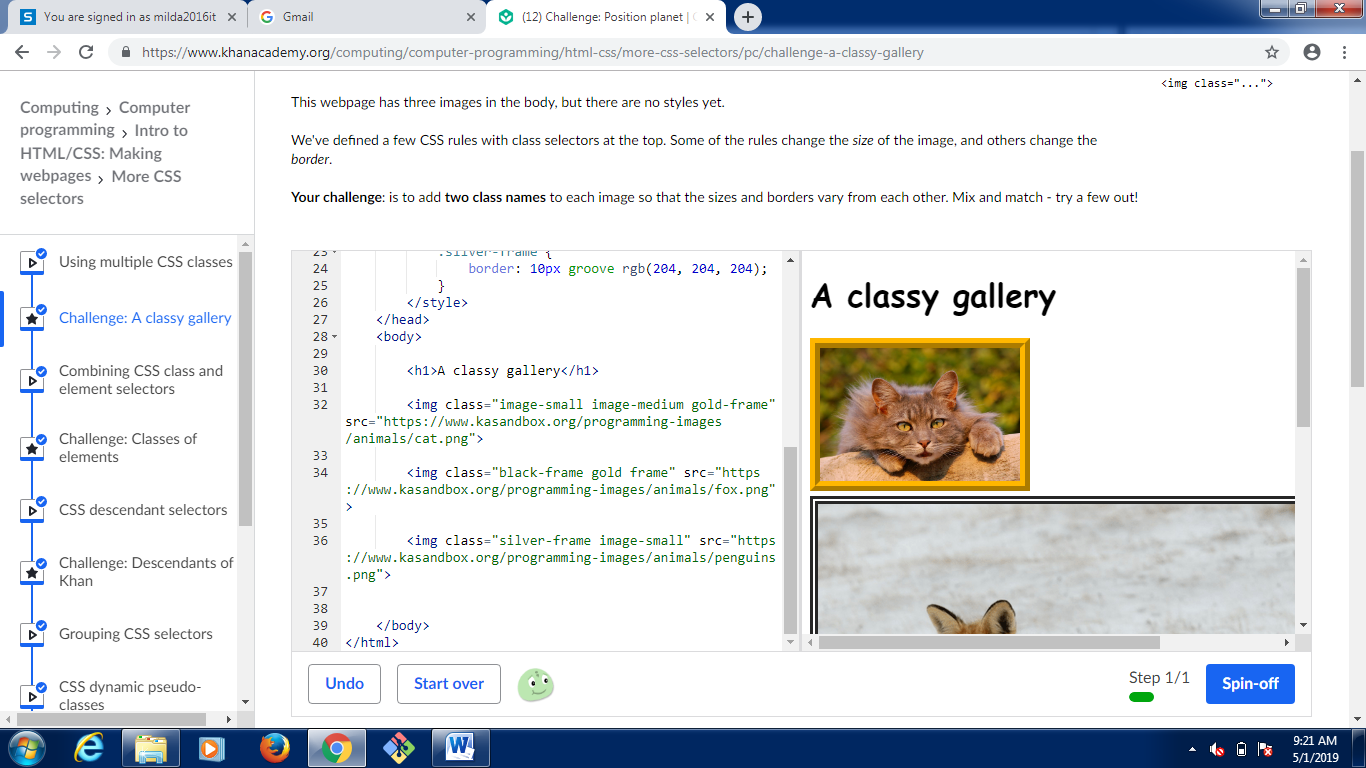 You are signed in as milda2016it
Gmail
(12) Challenge: Position planet |
https://www.khanacademy.org/computing/computer-programming/html-css/more-css-selectors/pc/challenge-a-classy-gallery
Computing > Computer
programming > Intro to
HTML/CSS: Making
webpages > More CSS
selectors
Using multiple CSS classes
Challenge: A classy gallery
Combining CSS class and
element selectors
Challenge: Classes of
elements
CSS descendant selectors
Challenge: Descendants of
Khan
Grouping CSS selectors
CSS dynamic pseudo-
classes
<img class="...">
This webpage has three images in the body, but there are no styles yet.
We've defined a few CSS rules with class selectors at the top. Some of the rules change the size of the image, and others change the
border.
Your challenge: is to add two class names to each image so that the sizes and borders vary from each other. Mix and match - try a few out!
23 .silver-frame {
24 border: 10px groove rgb(204, 204, 204);
25 }
26 </style>
27 </head>
28 <body>
29
30 <h1>A classy gallery</h1>
31
32 <img class="image-small image-medium gold-frame"
src="https://www.kasandbox.org/programming-images
/animals/cat.png">
33
34 <img class="black-frame gold frame" src="https
://www.kasandbox.org/programming-images/animals/fox.png"
>
35
36 <img class="silver-frame image-small" src="https
://www.kasandbox.org/programming-images/animals/penguins
.png">
37
38
39 </body>
40 </html>
A classy gallery
Undo
Start over
Step 1/1
Spin-off
9:21 AM
5/1/2019